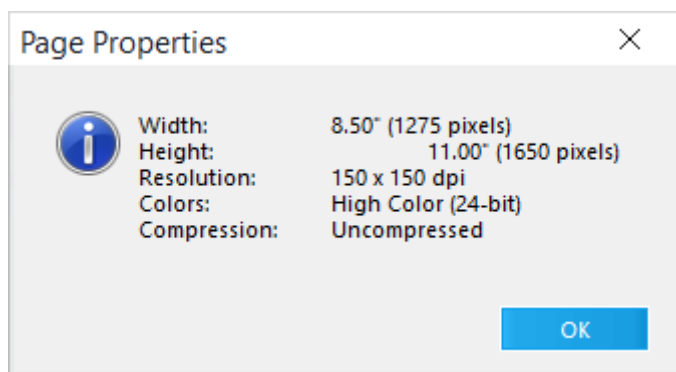 Page Properties
Width: 8.50" (1275 pixels)
Height: 11.00" (1650 pixels)
Resolution: 150 x 150 dpi
Colors: High Color (24-bit)
Compression: Uncompressed
OK